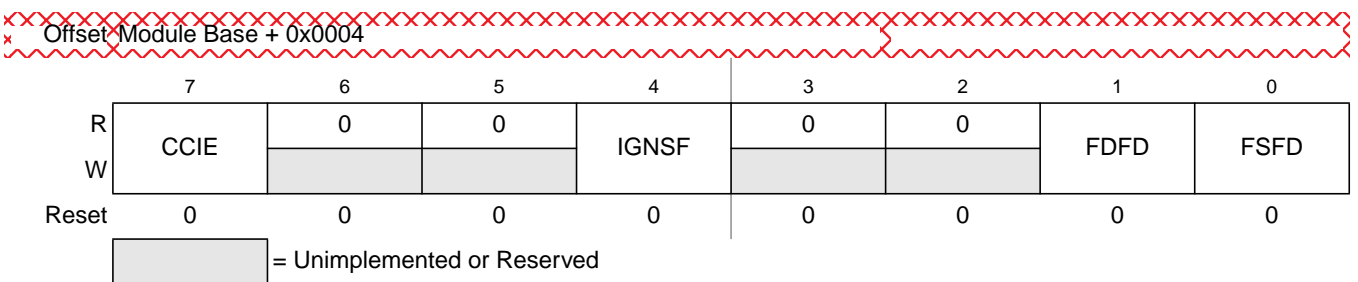 Offset Module Base + 0x0004
7 6 5 4 3 2 1 0
R CCIE 0 0 IGNSF 0 0 FDFD FSFD
W
Reset 0 0 0 0 0 0 0 0
= Unimplemented or Reserved